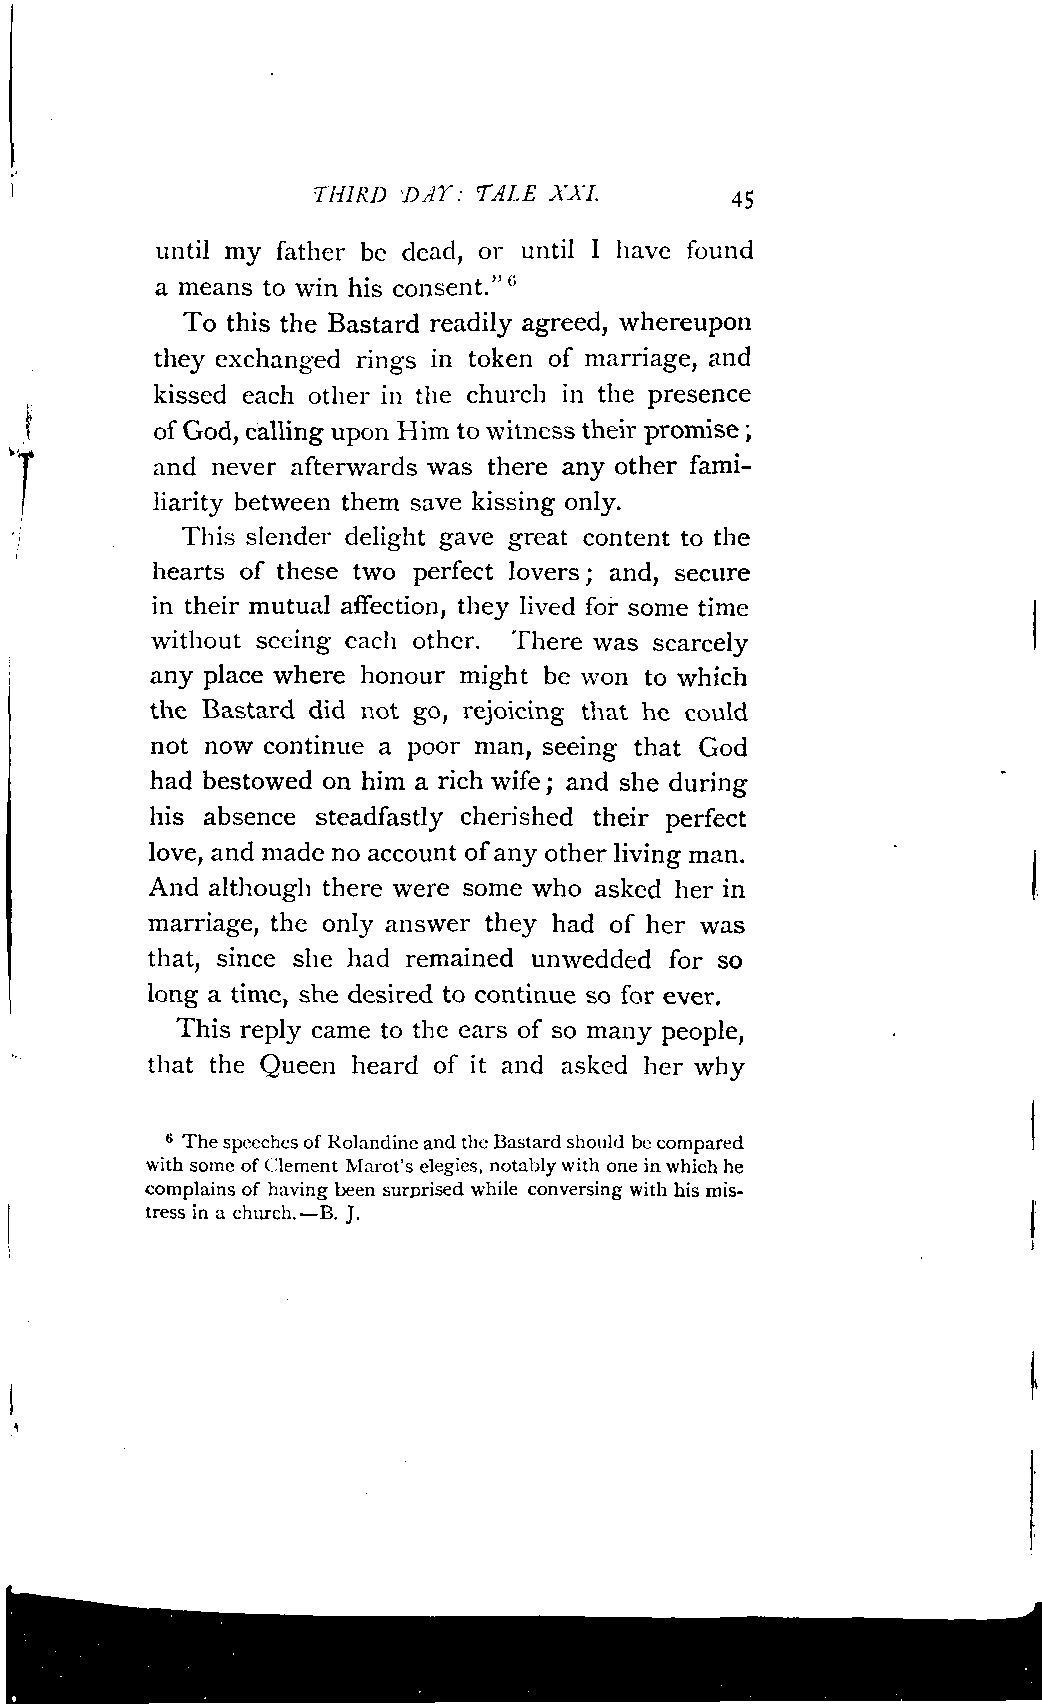 THIRD DAY: TALE XXI. 45
until my father be dead, or until I have found
a means to win his consent." 6
To this the Bastard readily agreed, whereupon
they exchanged rings in token of marriage, and
kissed each other in the church in the presence
of God, calling upon Him to witness their promise;
and never afterwards was there any other fami-
liarity between them save kissing only.
This slender delight gave great content to the
hearts of these two perfect lovers; and, secure
in their mutual affection, they lived for some time
without seeing each other. There was scarcely
any place where honour might be won to which
the Bastard did not go, rejoicing that he could
not now continue a poor man, seeing that God
had bestowed on him a rich wife; and she during
his absence steadfastly cherished their perfect
love, and made no account of any other living man.
And although there were some who asked her in
marriage, the only answer they had of her was
that, since she had remained unwedded for so
long a time, she desired to continue so for ever.
This reply came to the ears of so many people,
that the Queen heard of it and asked her why
6 The speeches of Rolandine and the Bastard should be compared
with some of Clement Marot's elegies, notably with one in which he
complains of having been surprised while conversing with his mis-
tress in a church.—B. J.